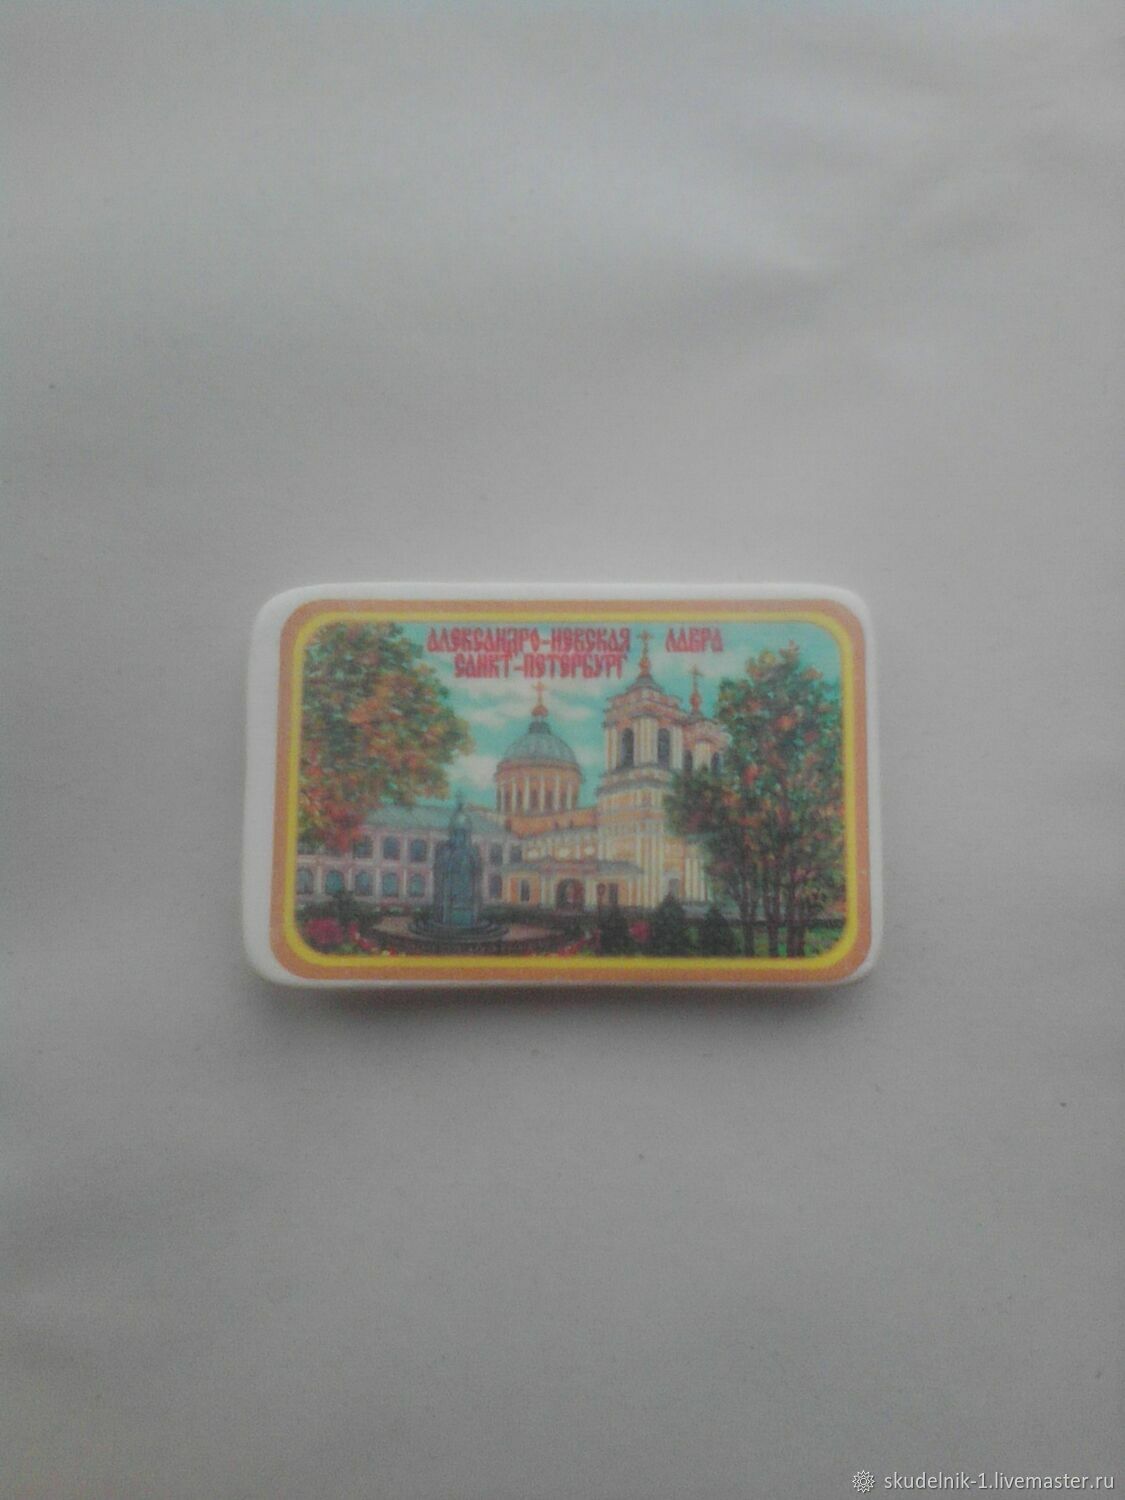 АЛЕКСАНДРО-НЕВСКАЯ ЛАВРА
САНКТ-ПЕТЕРБУРГ
skudelnik-1.livemaster.ru